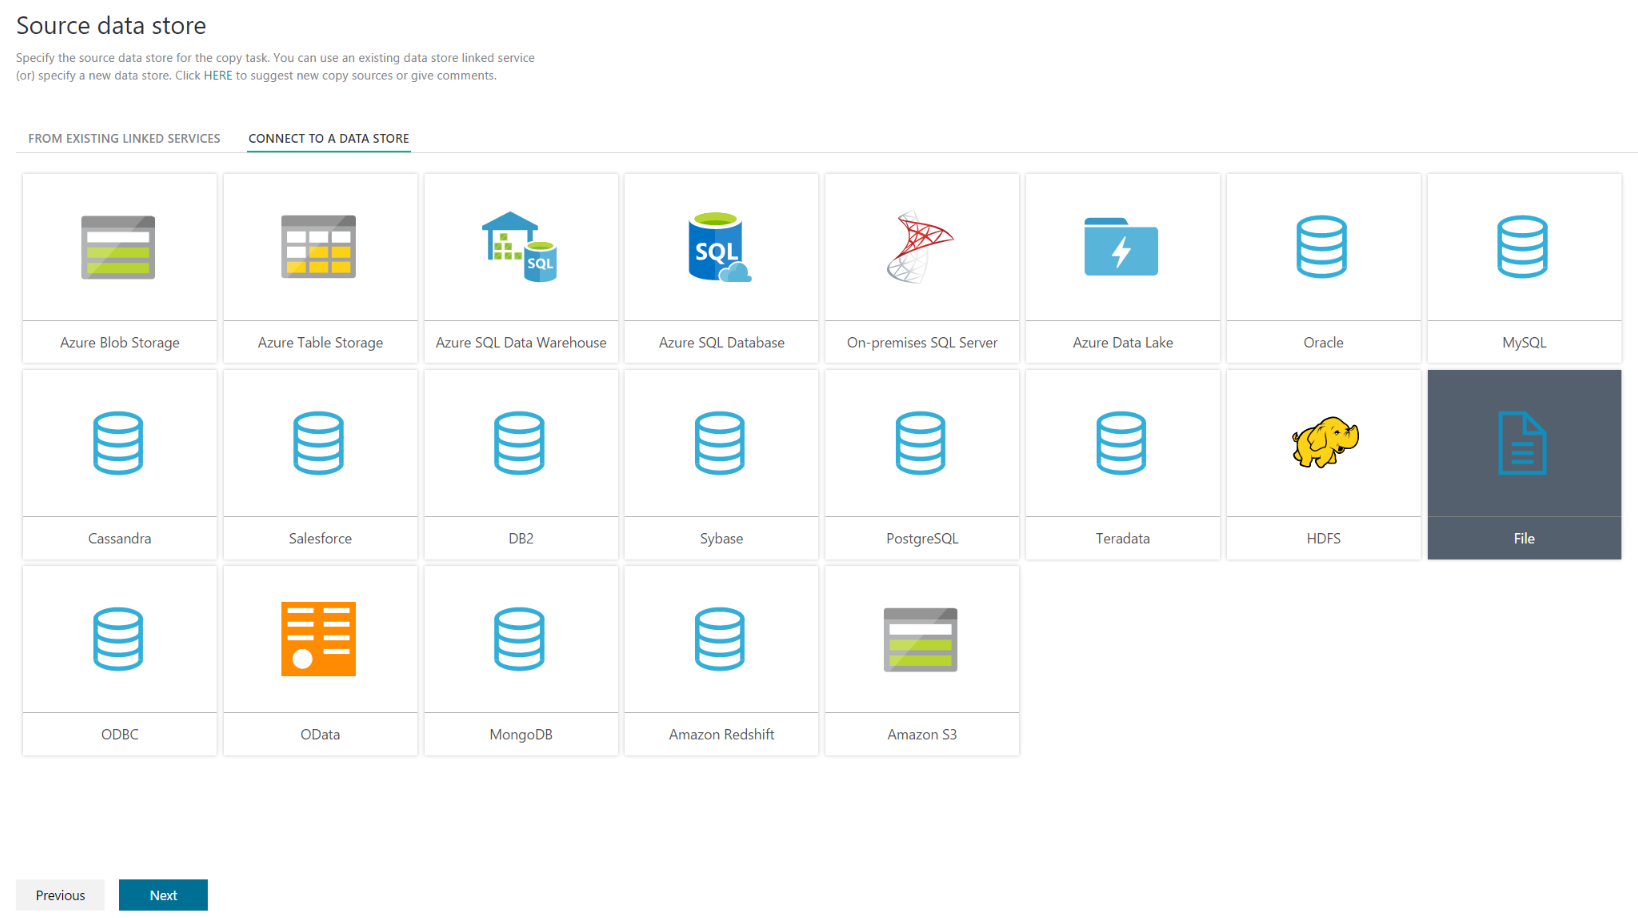 Source data store
Specify the source data store for the copy task. You can use an existing data store linked service
(or) specify a new data store. Click HERE to suggest new copy sources or give comments.
FROM EXISTING LINKED SERVICES CONNECT TO A DATA STORE
SQL
SQL
Azure Blob Storage Azure Table Storage Azure SQL Data Warehouse Azure SQL Database On-premises SQL Server Azure Data Lake Oracle MySQL
Cassandra Salesforce DB2 Sybase PostgreSQL Teradata HDFS File
ODBC OData MongoDB Amazon Redshift Amazon S3
Previous Next